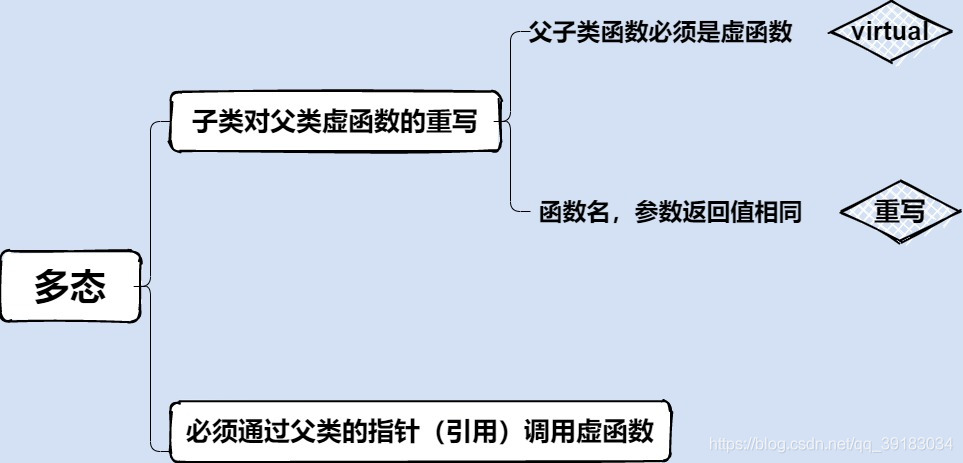 父子类函数必须是虚函数
virtual
子类对父类虚函数的重写
函数名，参数返回值相同
重写
多态
必须通过父类的指针（引用）调用虚函数
https://blog.csdn.net/qq_39183034